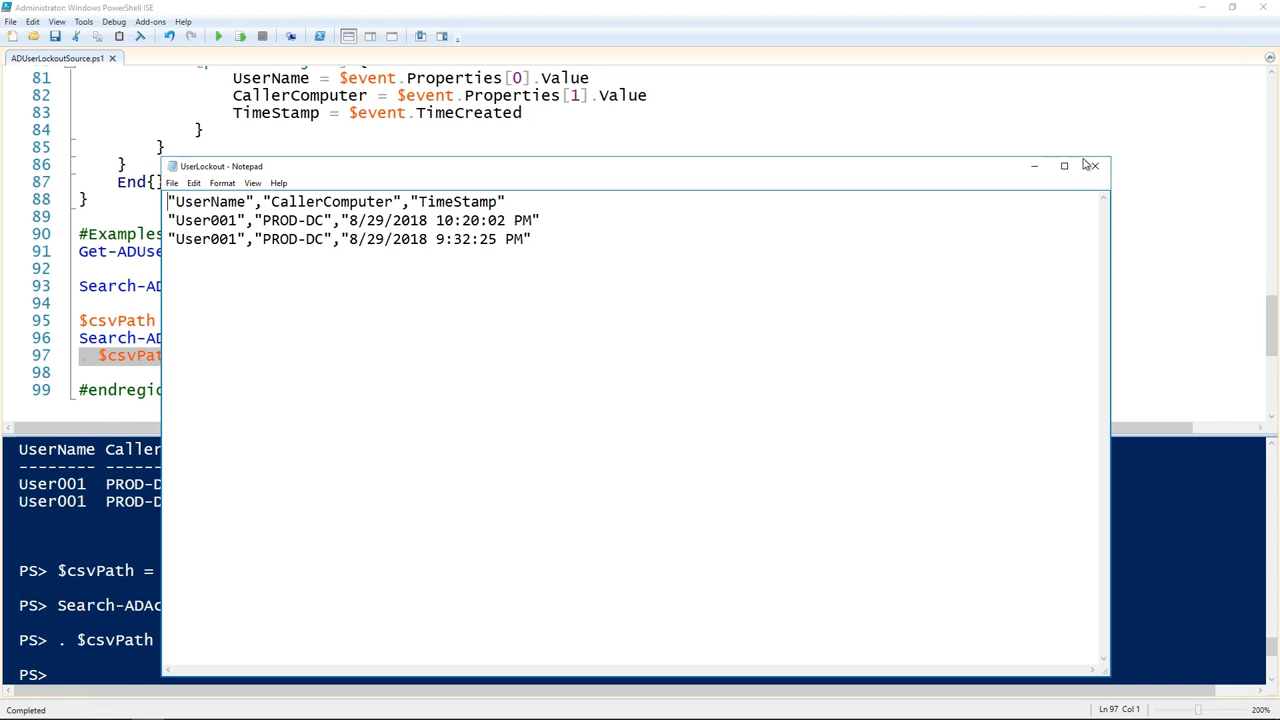 Administrator: Windows PowerShell ISE
File Edit View Tools Debug Add-ons Help
ADUserLockoutSource.ps1
81 UserName = $event.Properties[0].Value
82 CallerComputer = $event.Properties[1].Value
83 TimeStamp = $event.TimeCreated
84 }
85 }
86 }
87 End{}
88 }
89
90 #Examples
91 Get-ADUse
92
93 Search-AD
94
95 $csvPath
96 Search-AD
97 . $csvPat
98
99 #endregio
UserLockout - Notepad
File Edit Format View Help
"UserName","CallerComputer","TimeStamp"
"User001","PROD-DC","8/29/2018 10:20:02 PM"
"User001","PROD-DC","8/29/2018 9:32:25 PM"
UserName Caller
-------- ------
User001 PROD-D
User001 PROD-D
PS> $csvPath =
PS> Search-ADAc
PS> . $csvPath
PS>
Completed
Ln 97 Col 1
200%